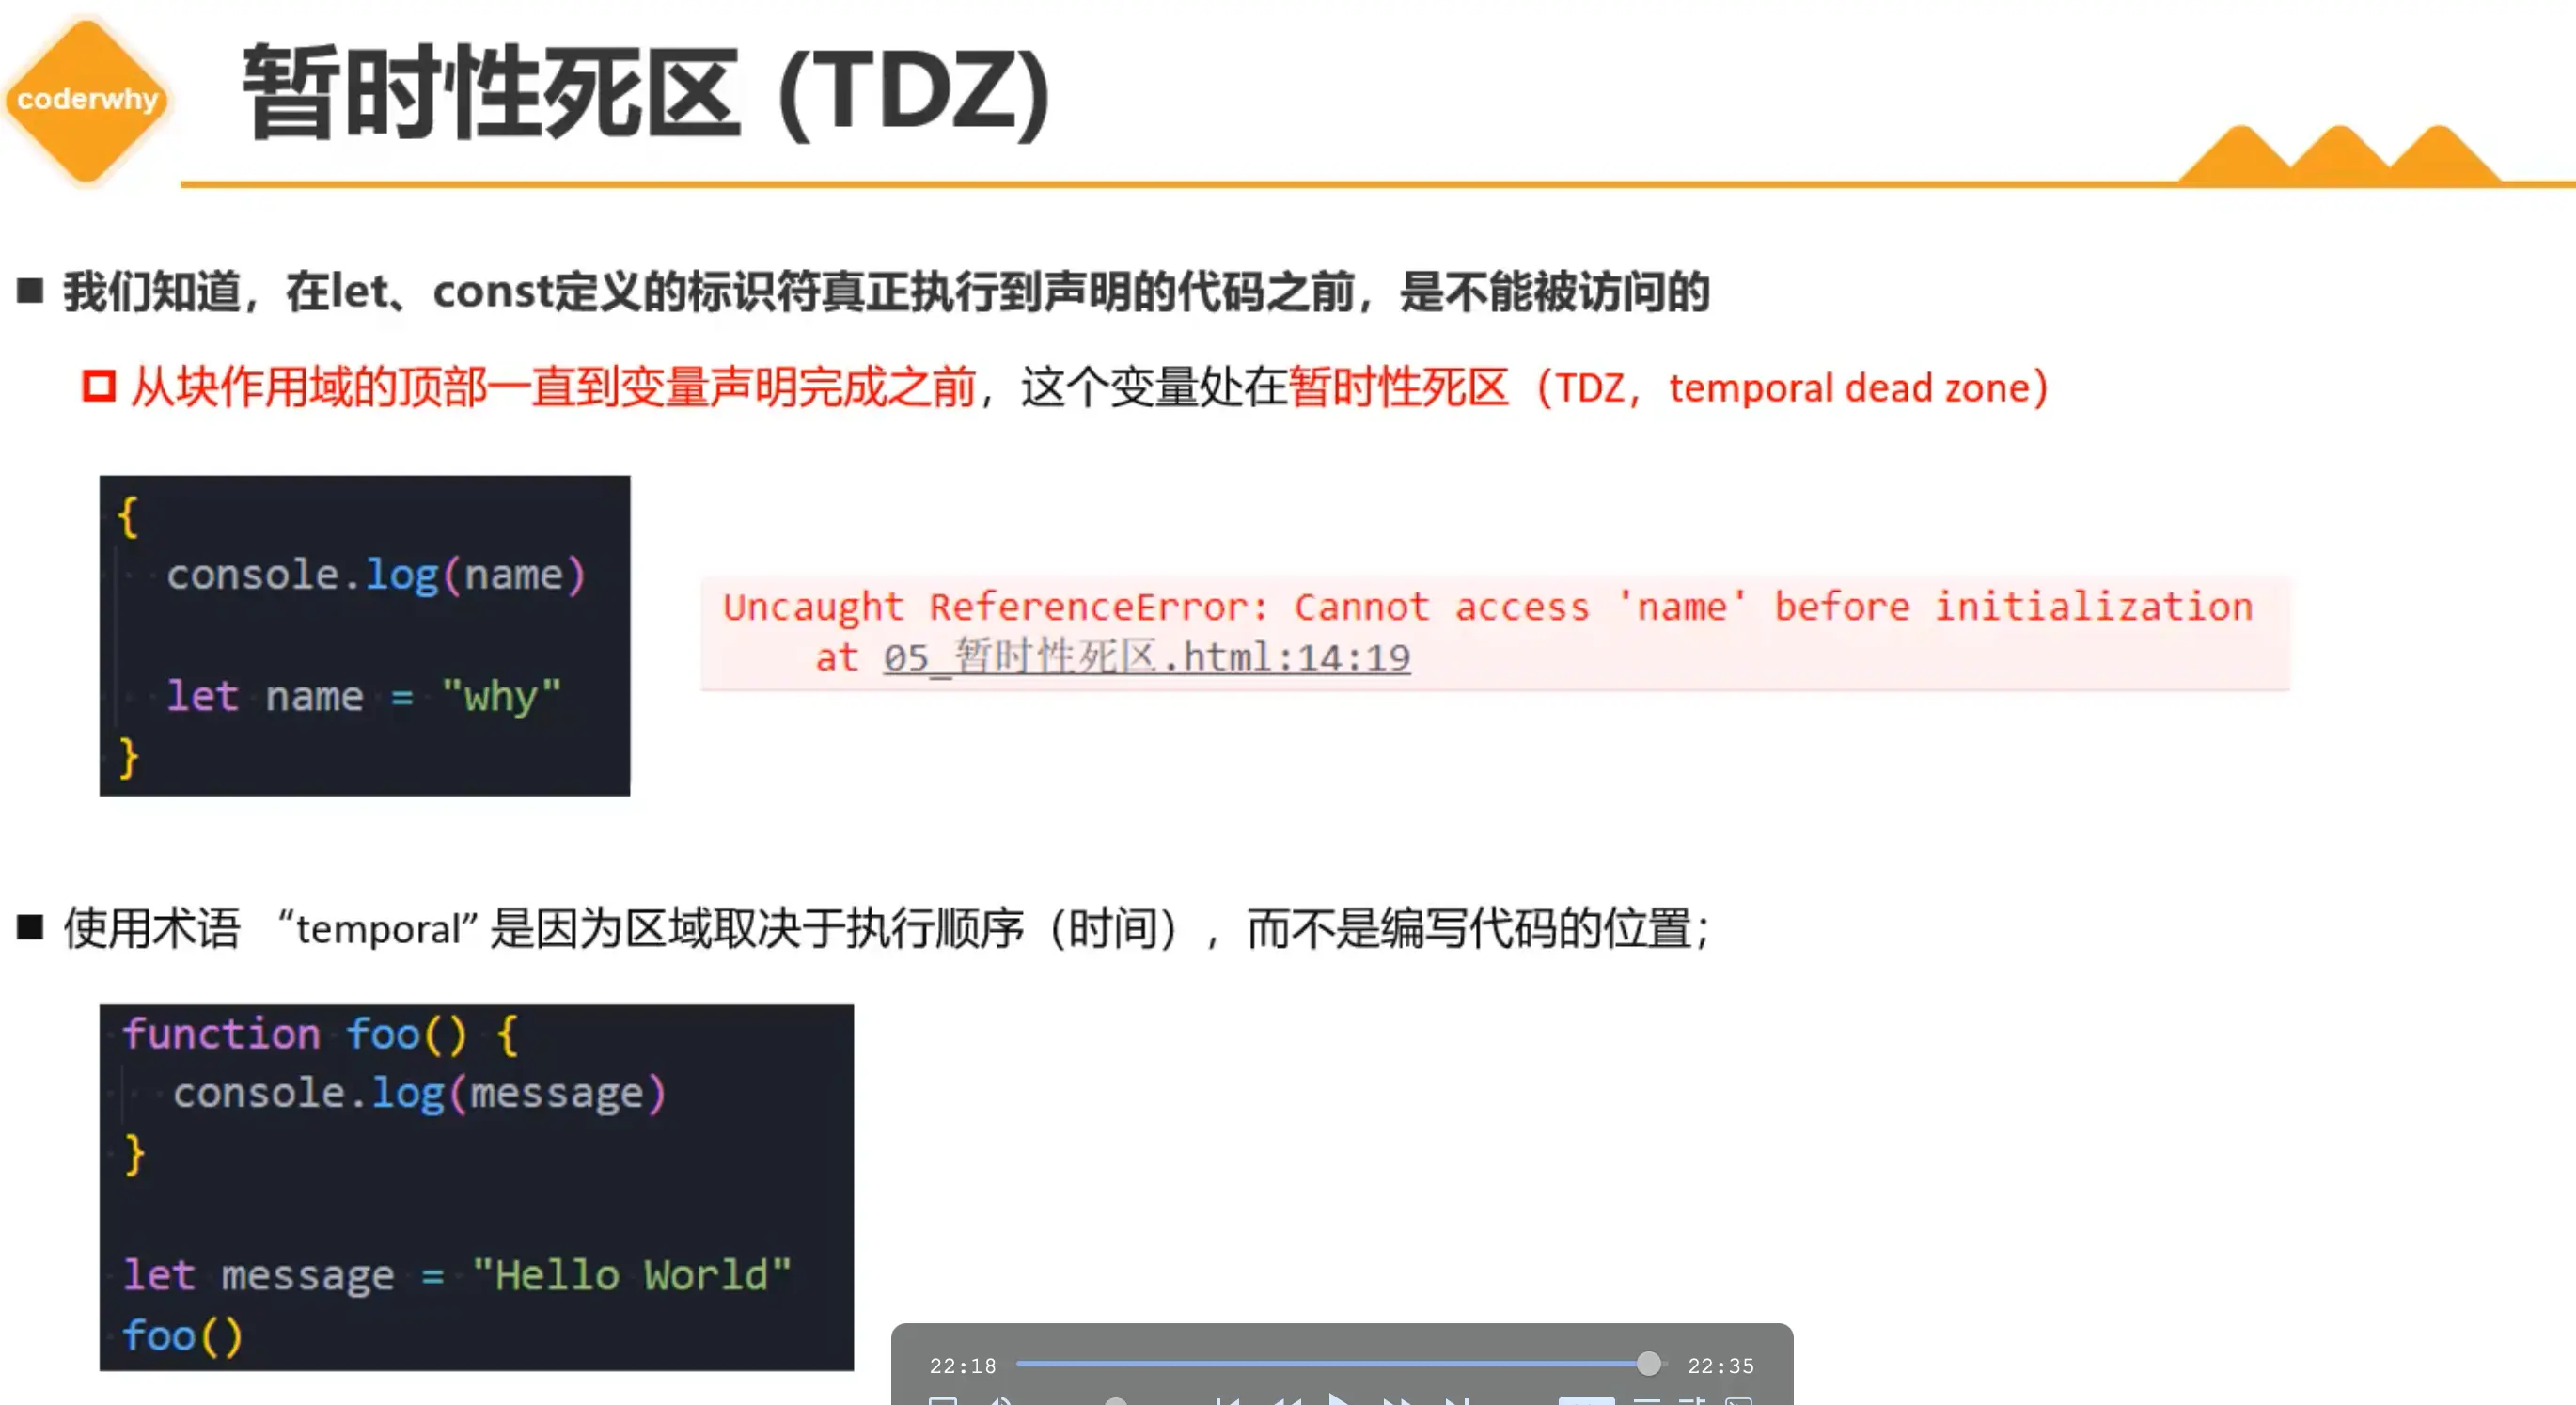 coderwhy
暂时性死区 (TDZ)
我们知道，在let、const定义的标识符真正执行到声明的代码之前，是不能被访问的
从块作用域的顶部一直到变量声明完成之前，这个变量处在暂时性死区（TDZ，temporal dead zone）
{
console.log(name)
let name = "why"
}
Uncaught ReferenceError: Cannot access 'name' before initialization
at 05_暂时性死区.html:14:19
使用术语 “temporal” 是因为区域取决于执行顺序（时间），而不是编写代码的位置；
function foo() {
console.log(message)
}
let message = "Hello World"
foo()
22:18
22:35